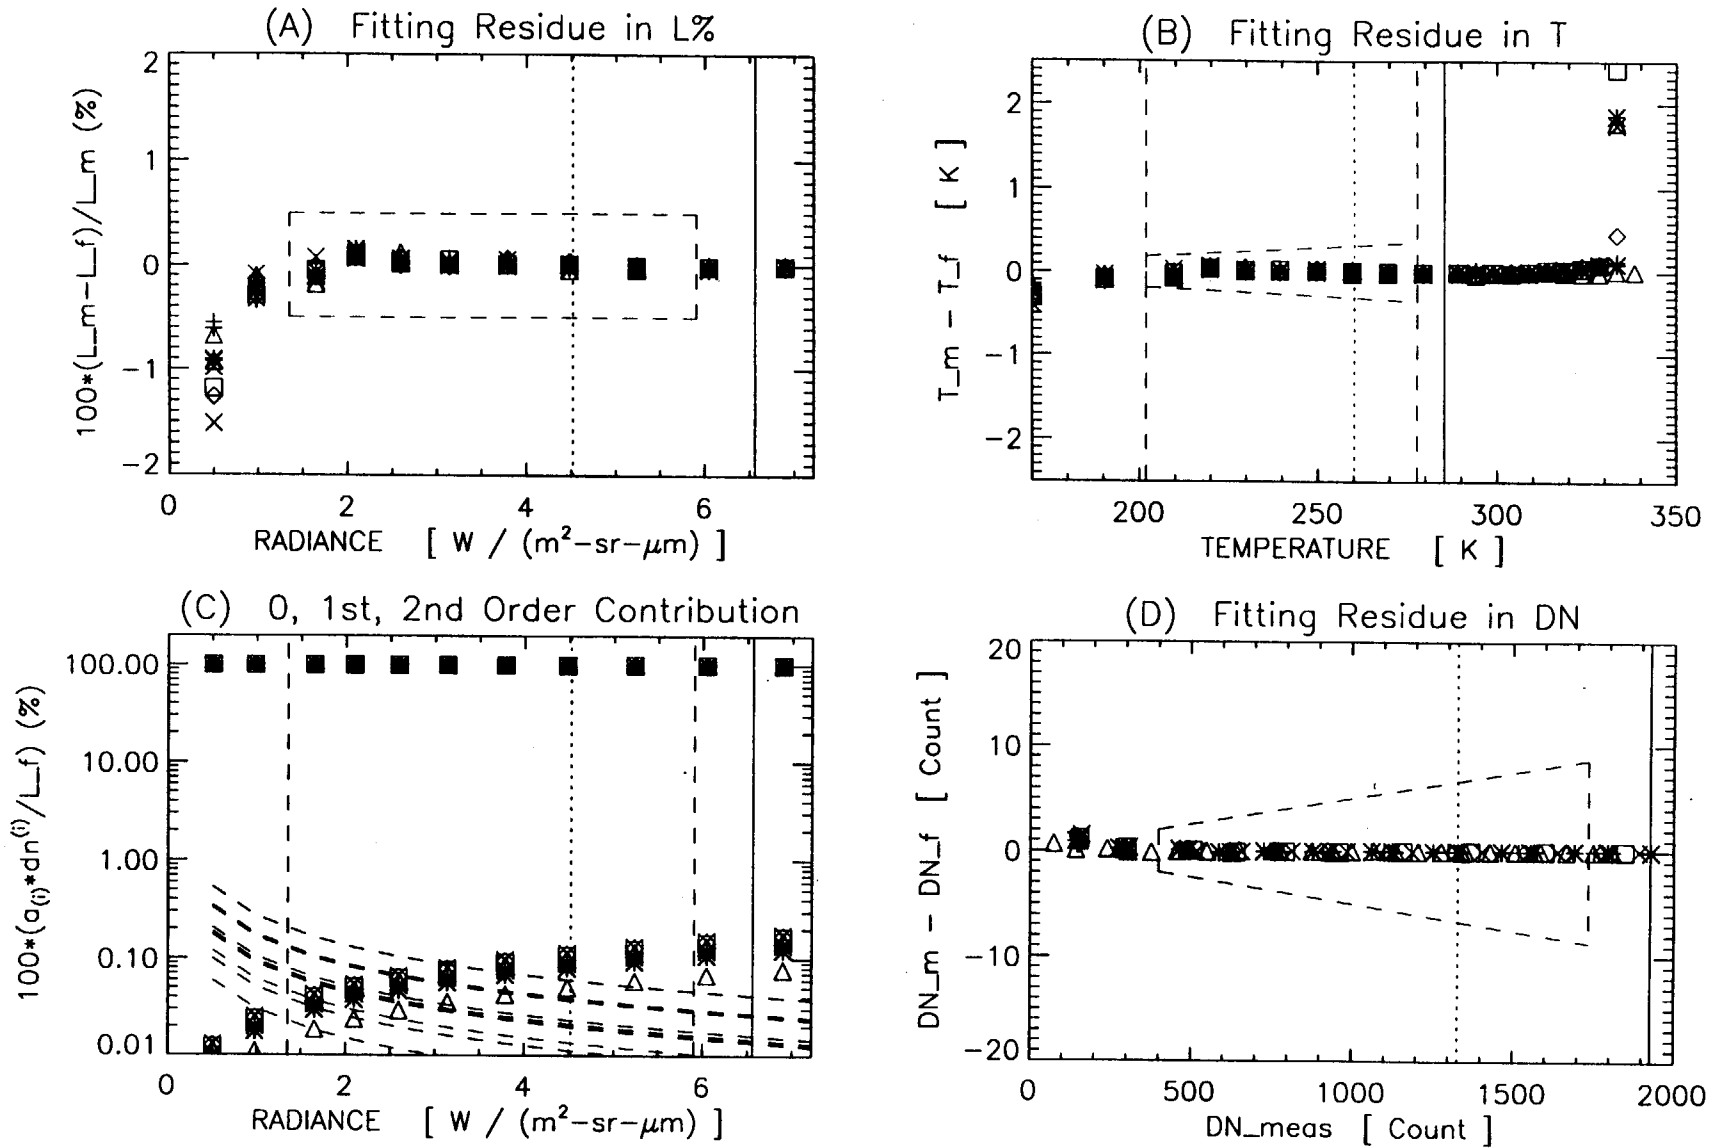 (A) Fitting Residue in L%
100*(L_m-L_f)/L_m (%)
2
1
0
-1
-2
0 2 4 6
RADIANCE [ W / (m²-sr-μm) ]
(B) Fitting Residue in T
T_m - T_f [ K ]
2
1
0
-1
-2
200 250 300 350
TEMPERATURE [ K ]
(C) 0, 1st, 2nd Order Contribution
100*(a(i)*dn(i)/L_f) (%)
100.00
10.00
1.00
0.10
0.01
0 2 4 6
RADIANCE [ W / (m²-sr-μm) ]
(D) Fitting Residue in DN
DN_m - DN_f [ Count ]
20
10
0
-10
-20
0 500 1000 1500 2000
DN_meas [ Count ]